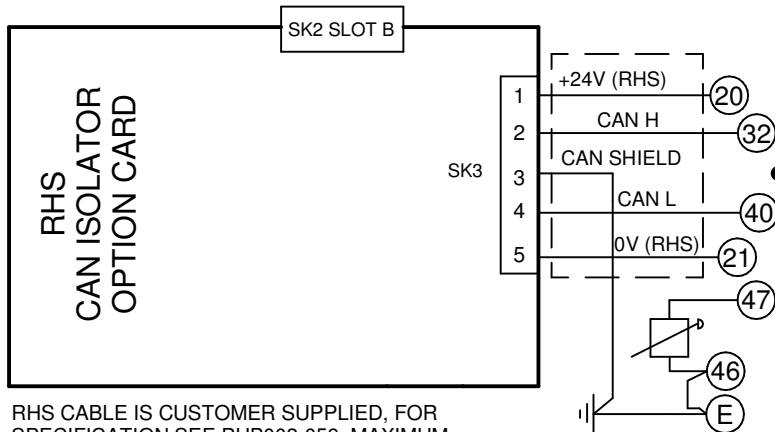 SK2 SLOT B
RHS
CAN ISOLATOR
OPTION CARD
SK3
1
+24V (RHS)
20
2
CAN H
32
3
CAN SHIELD
4
CAN L
40
5
0V (RHS)
21
47
46
E
RHS CABLE IS CUSTOMER SUPPLIED, FOR